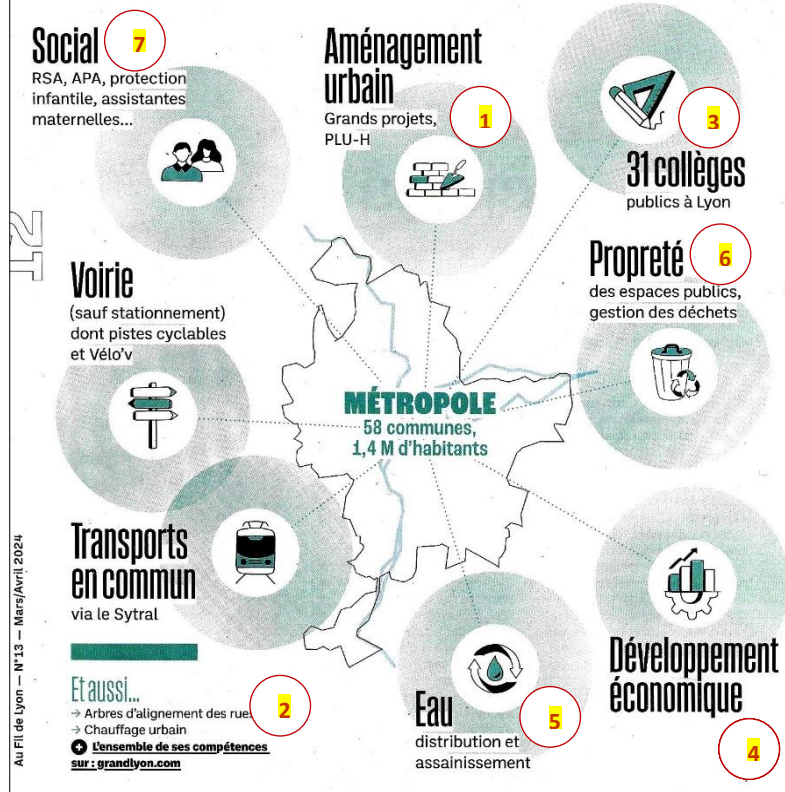 Social 7
RSA, APA, protection
infantile, assistantes
maternelles...
Aménagement
urbain
Grands projets,
PLU-H
1
3
31 collèges
publics à Lyon
Propreté 6
des espaces publics,
gestion des déchets
12
Voirie
(sauf stationnement)
dont pistes cyclables
et Vélo'v
MÉTROPOLE
58 communes,
1,4 M d'habitants
Transports
en commun
via le Sytral
Développement
économique
4
Eau 5
distribution et
assainissement
Et aussi...
2
→ Arbres d'alignement des rues
→ Chauffage urbain
+ L'ensemble de ses compétences
sur : grandlyon.com
Au Fil de Lyon — N°13 — Mars/Avril 2024